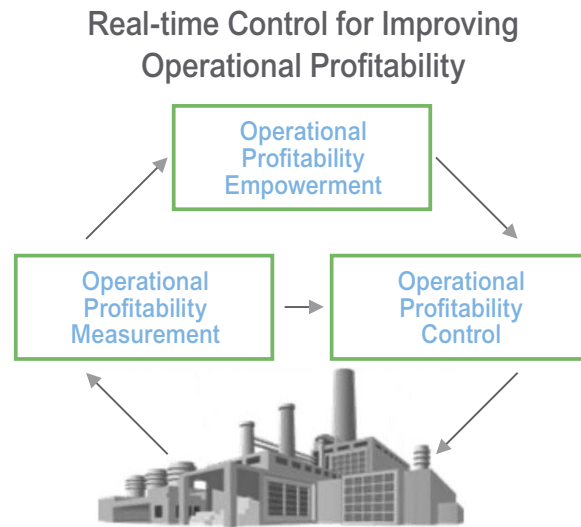 Real-time Control for Improving
Operational Profitability
Operational
Profitability
Empowerment
Operational
Profitability
Measurement
Operational
Profitability
Control